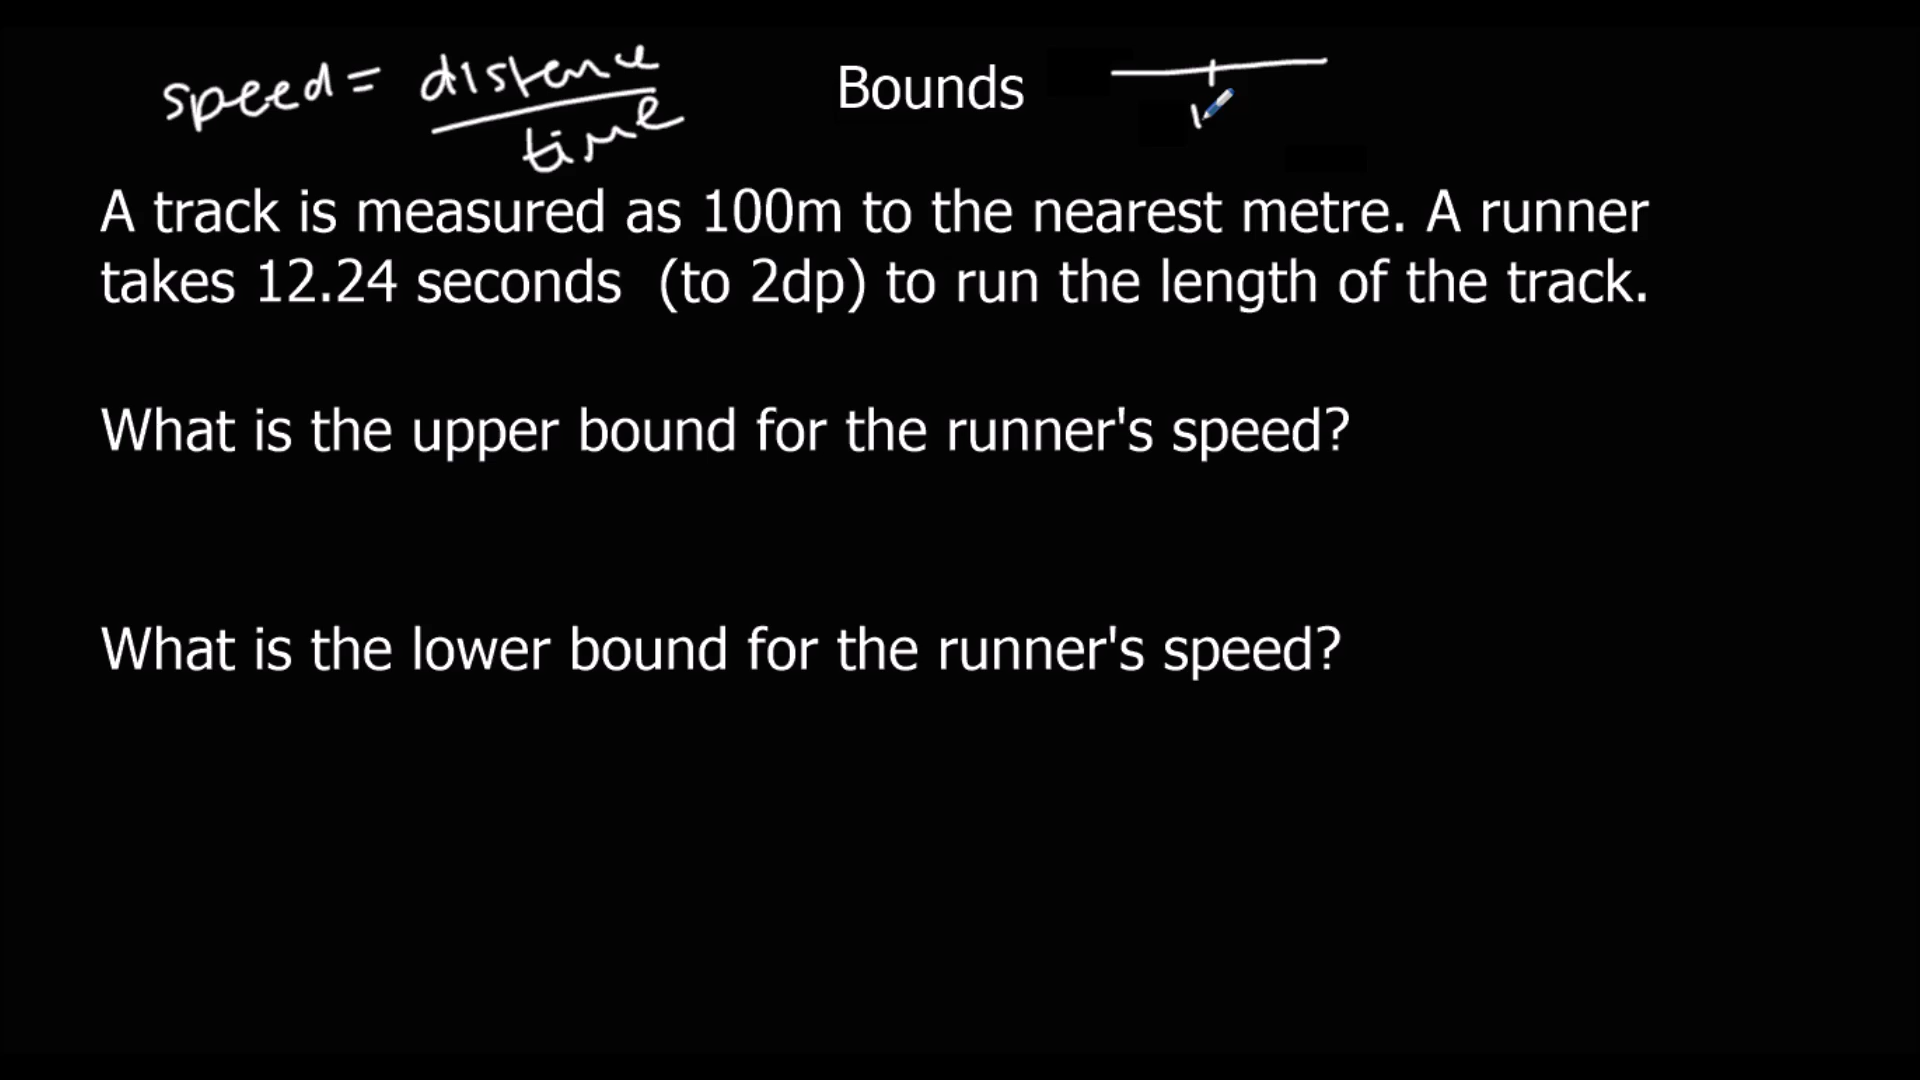 speed = distance
time
Bounds
1
A track is measured as 100m to the nearest metre. A runner
takes 12.24 seconds (to 2dp) to run the length of the track.
What is the upper bound for the runner's speed?
What is the lower bound for the runner's speed?